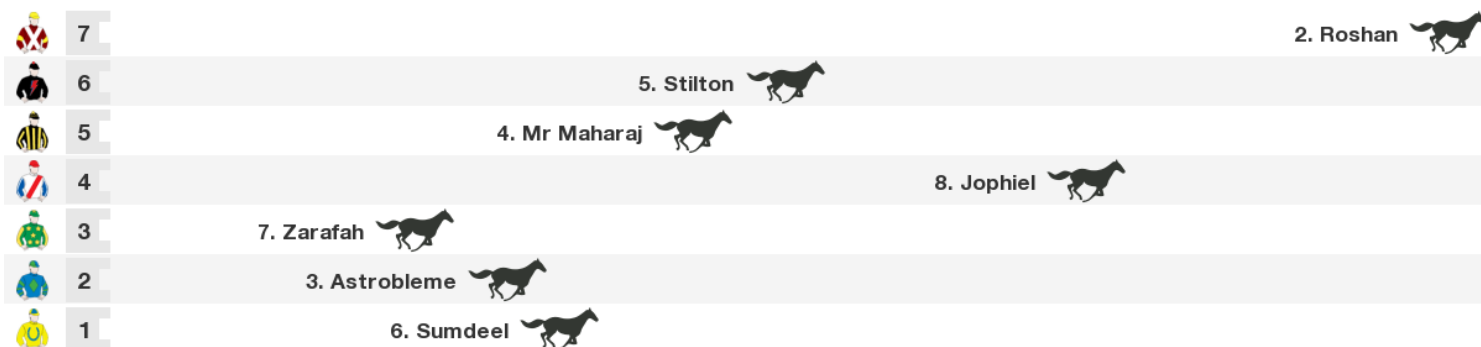 7 2. Roshan
6 5. Stilton
5 4. Mr Maharaj
4 8. Jophiel
3 7. Zarafah
2 3. Astrobleme
1 6. Sumdeel